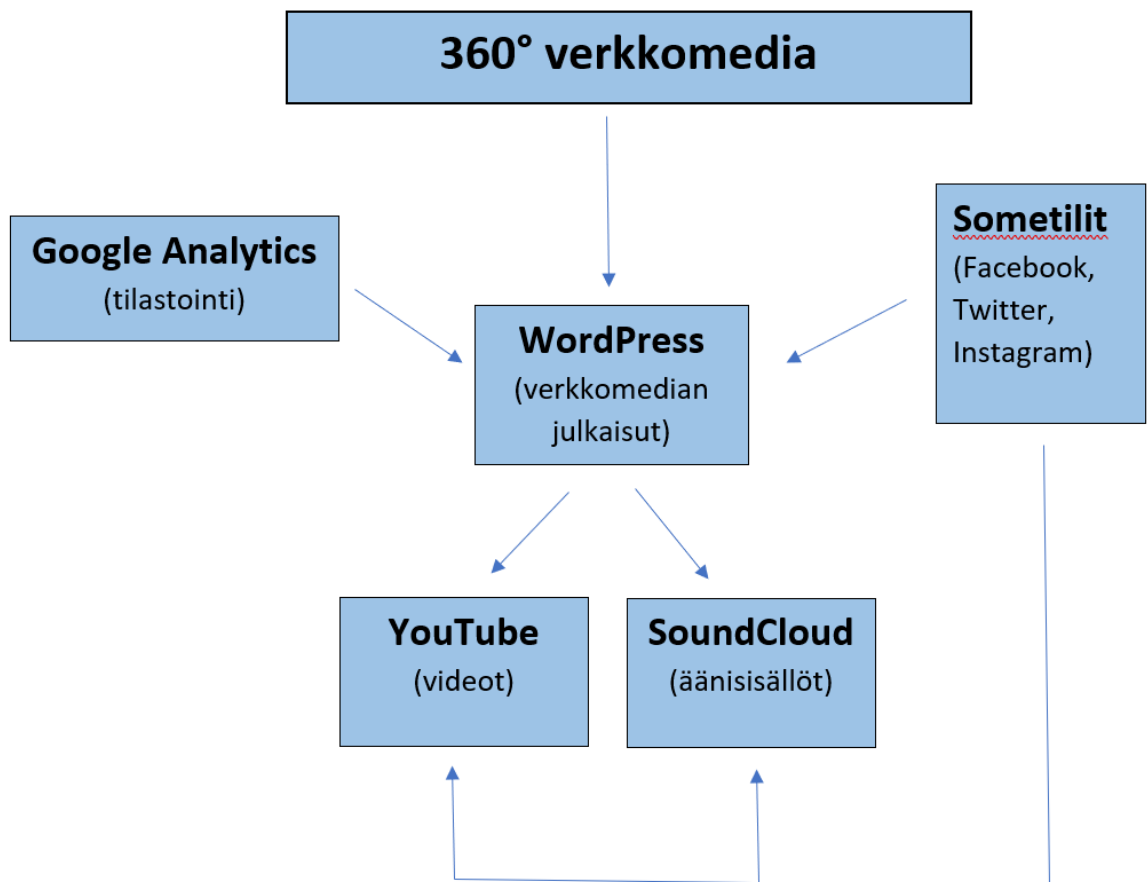 360° verkkomedia
Google Analytics
(tilastointi)
Sometilit
(Facebook,
Twitter,
Instagram)
WordPress
(verkkomedian
julkaisut)
YouTube
(videot)
SoundCloud
(äänisisällöt)